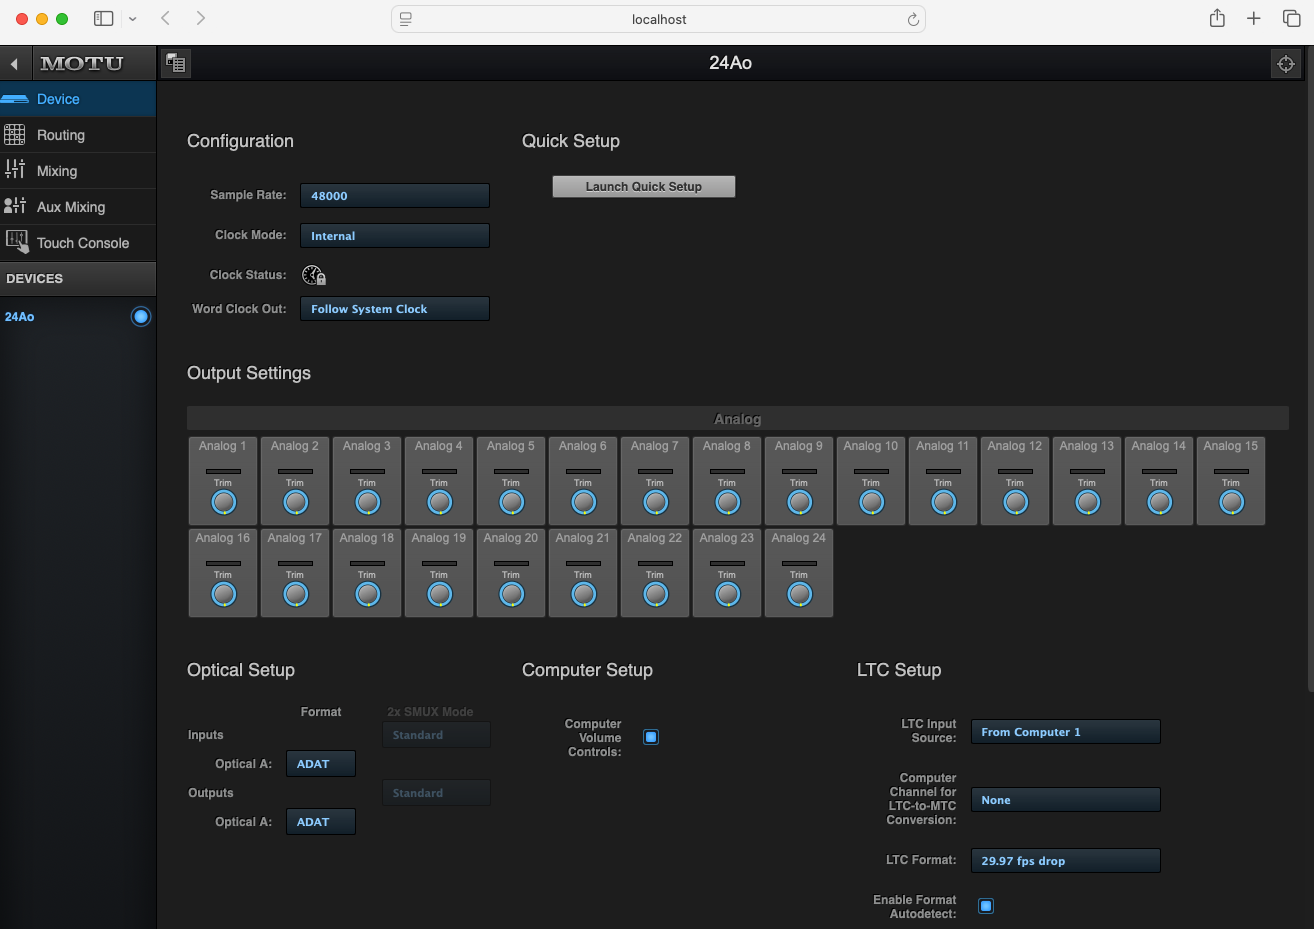 localhost
MOTU
24Ao
Device
Routing
Mixing
Aux Mixing
Touch Console
DEVICES
24Ao
Configuration
Sample Rate: 48000
Clock Mode: Internal
Clock Status:
Word Clock Out: Follow System Clock
Quick Setup
Launch Quick Setup
Output Settings
Analog
Analog 1 Analog 2 Analog 3 Analog 4 Analog 5 Analog 6 Analog 7 Analog 8 Analog 9 Analog 10 Analog 11 Analog 12 Analog 13 Analog 14 Analog 15
Trim Trim Trim Trim Trim Trim Trim Trim Trim Trim Trim Trim Trim Trim Trim
Analog 16 Analog 17 Analog 18 Analog 19 Analog 20 Analog 21 Analog 22 Analog 23 Analog 24
Trim Trim Trim Trim Trim Trim Trim Trim Trim
Optical Setup
Format 2x SMUX Mode
Inputs Standard
Optical A: ADAT
Outputs Standard
Optical A: ADAT
Computer Setup
Computer
Volume
Controls:
LTC Setup
LTC Input
Source: From Computer 1
Computer
Channel for
LTC-to-MTC
Conversion: None
LTC Format: 29.97 fps drop
Enable Format
Autodetect: